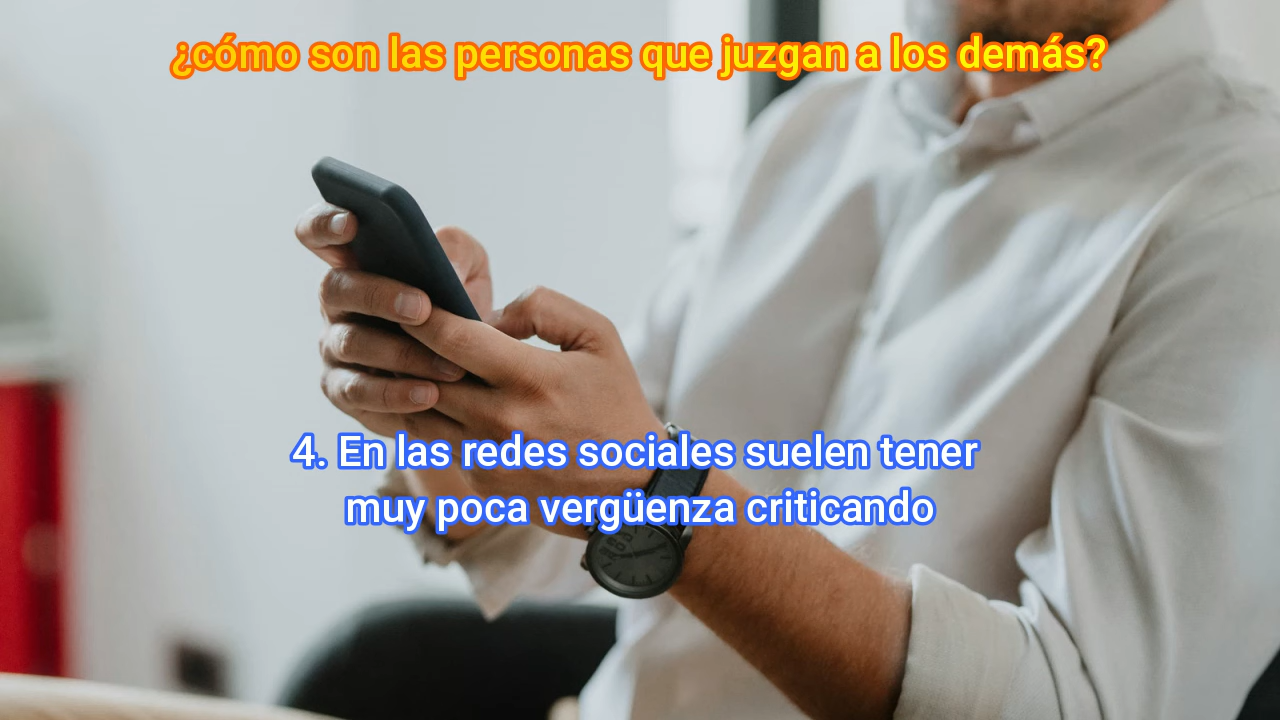 ¿cómo son las personas que juzgan a los demás?
4. En las redes sociales suelen tener
muy poca vergüenza criticando